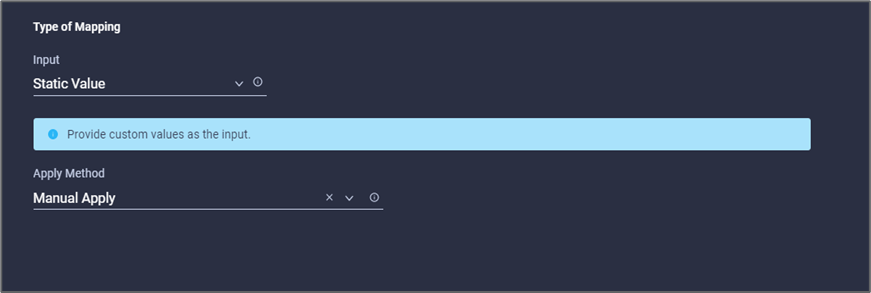 Type of Mapping
Input
Static Value
Provide custom values as the input.
Apply Method
Manual Apply